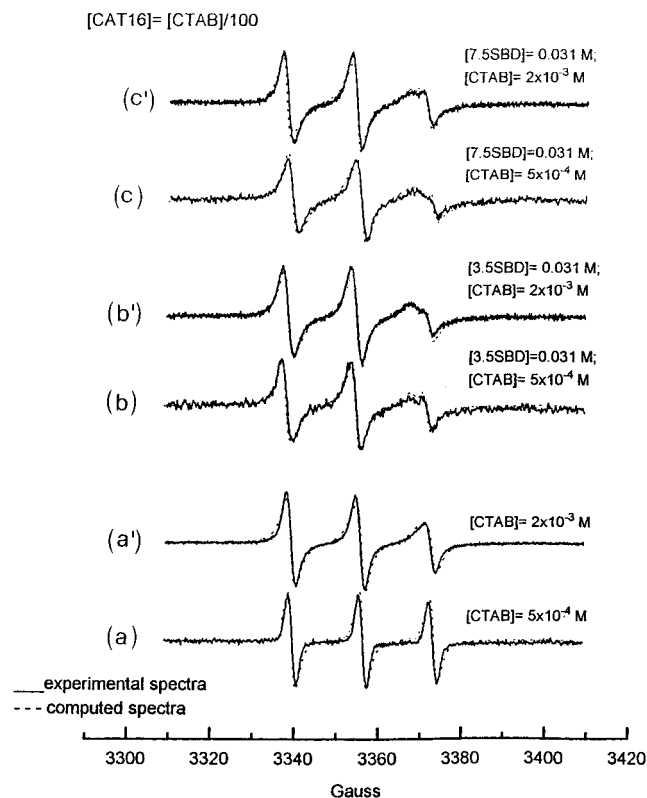 [CAT16]= [CTAB]/100
(c')
[7.5SBD]= 0.031 M;
[CTAB]= 2x10⁻³ M
(c)
[7.5SBD]=0.031 M;
[CTAB]= 5x10⁻⁴ M
(b')
[3.5SBD]= 0.031 M;
[CTAB]= 2x10⁻³ M
(b)
[3.5SBD]=0.031 M;
[CTAB]= 5x10⁻⁴ M
(a')
[CTAB]= 2x10⁻³ M
(a)
[CTAB]= 5x10⁻⁴ M
experimental spectra
computed spectra
3300 3320 3340 3360 3380 3400 3420
Gauss